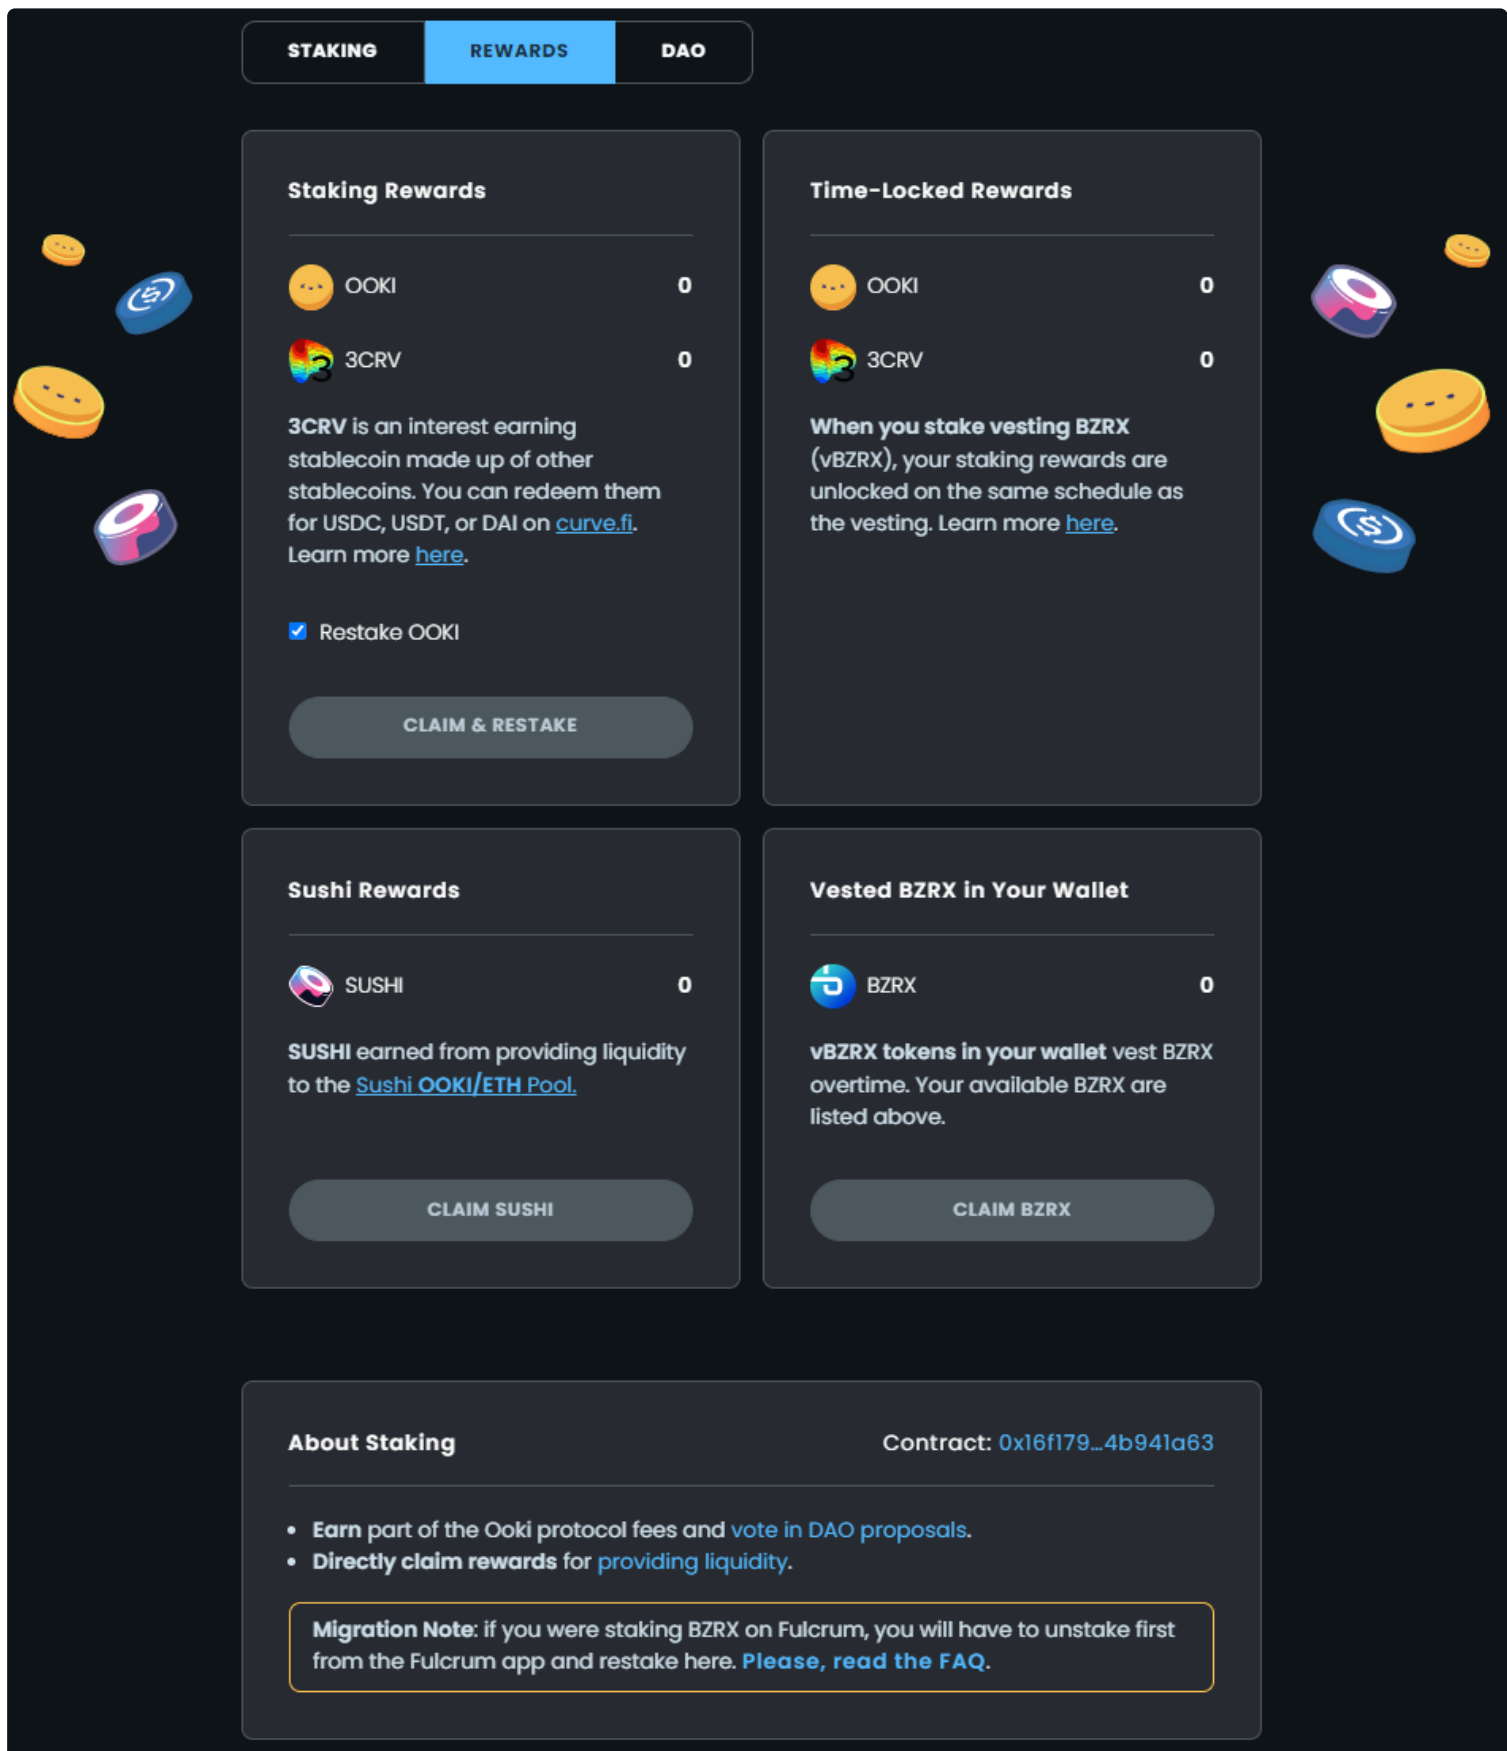 STAKING REWARDS DAO
Staking Rewards
OOKI 0
3CRV 0
3CRV is an interest earning
stablecoin made up of other
stablecoins. You can redeem them
for USDC, USDT, or DAI on curve.fi.
Learn more here.
Restake OOKI
CLAIM & RESTAKE
Time-Locked Rewards
OOKI 0
3CRV 0
When you stake vesting BZRX
(vBZRX), your staking rewards are
unlocked on the same schedule as
the vesting. Learn more here.
Sushi Rewards
SUSHI 0
SUSHI earned from providing liquidity
to the Sushi OOKI/ETH Pool.
CLAIM SUSHI
Vested BZRX in Your Wallet
BZRX 0
vBZRX tokens in your wallet vest BZRX
overtime. Your available BZRX are
listed above.
CLAIM BZRX
About Staking Contract: 0x16f179...4b941a63
• Earn part of the Ooki protocol fees and vote in DAO proposals.
• Directly claim rewards for providing liquidity.
Migration Note: if you were staking BZRX on Fulcrum, you will have to unstake first
from the Fulcrum app and restake here. Please, read the FAQ.